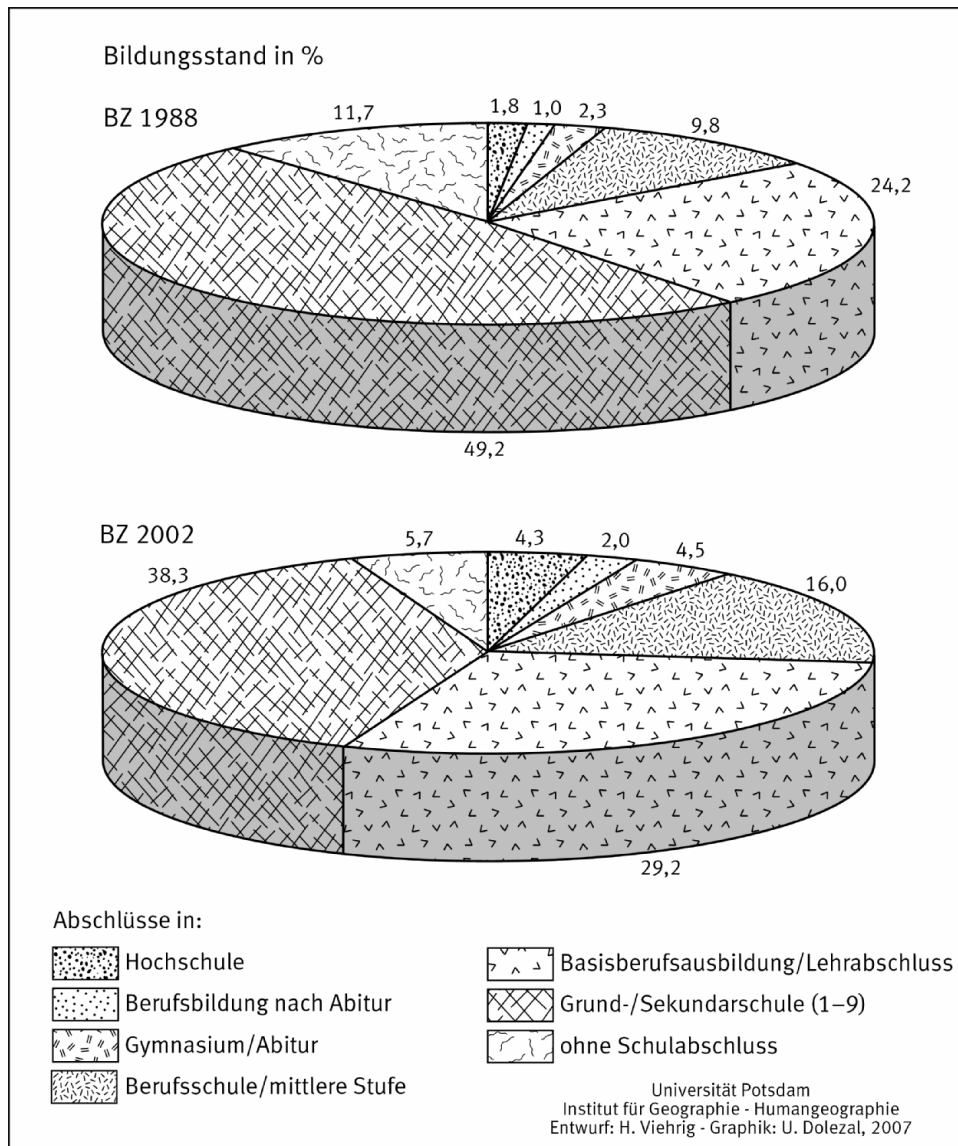 Bildungsstand in %
BZ 1988
11,7
1,8
1,0
2,3
9,8
24,2
49,2
BZ 2002
38,3
5,7
4,3
2,0
4,5
16,0
29,2
Abschlüsse in:
Hochschule
Berufsbildung nach Abitur
Gymnasium/Abitur
Berufsschule/mittlere Stufe
Basisberufsausbildung/Lehrabschluss
Grund-/Sekundarschule (1–9)
ohne Schulabschluss
Universität Potsdam
Institut für Geographie - Humangeographie
Entwurf: H. Viehrig - Graphik: U. Dolezal, 2007